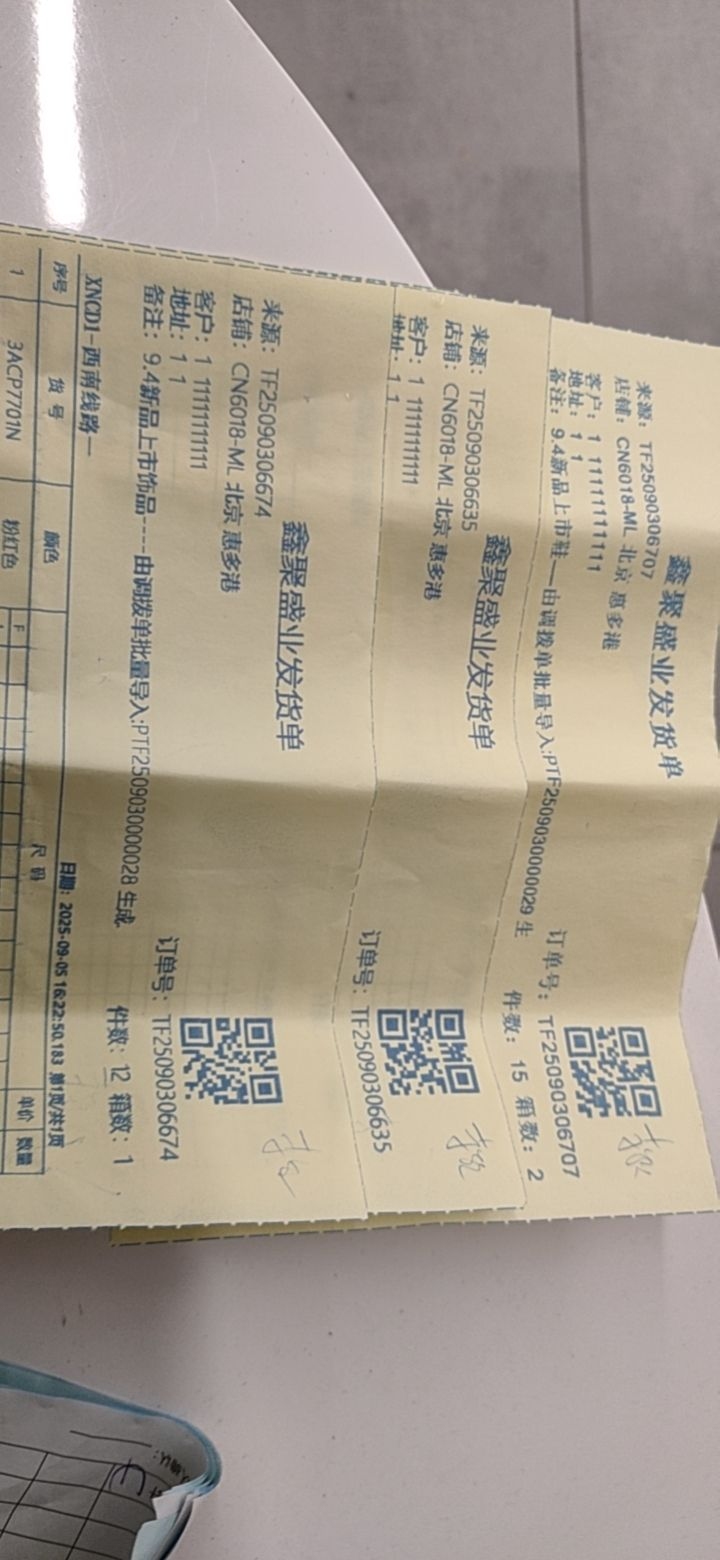 鑫聚盛业发货单
来源：TF25090306707
店铺：CN6018-ML 北京 惠多港
客户：1 11111111111
地址：1 1
订单号：TF25090306707
备注：9.4新品上市鞋——由调拨单批量导入:PTF2509030000029 生
件数：15 箱数：2
鑫聚盛业发货单
来源：TF25090306635
店铺：CN6018-ML 北京 惠多港
客户：1 11111111111
地址：1 1
订单号：TF25090306635
鑫聚盛业发货单
来源：TF25090306674
店铺：CN6018-ML 北京 惠多港
客户：1 11111111111
地址：1 1
订单号：TF25090306674
备注：9.4新品上市饰品----由调拨单批量导入:PTF2509030000028 生成
件数：12 箱数：1
XNCD1-西南线路一
日期：2025-09-05 16:22:50.183 第1页/共1页
序号 货号 颜色 尺码 单价 数量
F
1 3ACP7701N 粉红色